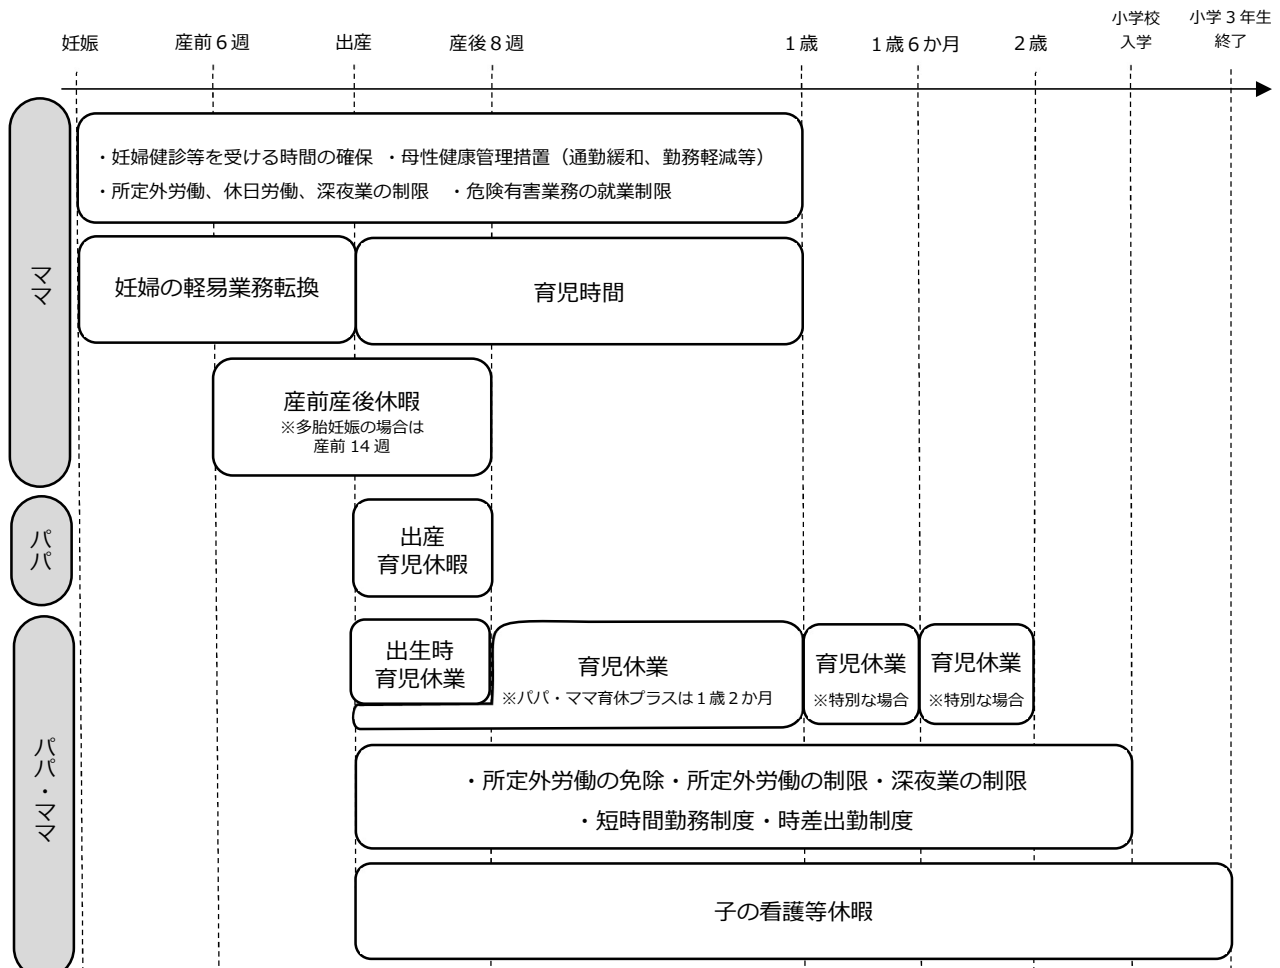 妊娠
産前６週
出産
産後８週
１歳
１歳６か月
２歳
小学校
入学
小学３年生
終了
ママ
・妊婦健診等を受ける時間の確保 ・母性健康管理措置（通勤緩和、勤務軽減等）
・所定外労働、休日労働、深夜業の制限 ・危険有害業務の就業制限
妊婦の軽易業務転換
育児時間
産前産後休暇
※多胎妊娠の場合は
産前 14 週
パパ
出産
育児休暇
パパ・ママ
出生時
育児休業
育児休業
※パパ・ママ育休プラスは１歳２か月
育児休業
※特別な場合
育児休業
※特別な場合
・所定外労働の免除・所定外労働の制限・深夜業の制限
・短時間勤務制度・時差出勤制度
子の看護等休暇